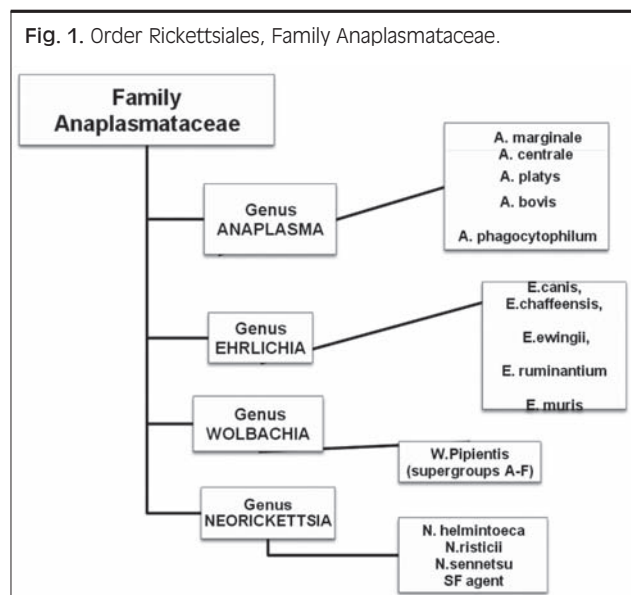 Fig. 1. Order Rickettsiales, Family Anaplasmataceae.
Family
Anaplasmataceae
Genus
ANAPLASMA
A. marginale
A. centrale
A. platys
A. bovis
A. phagocytophilum
Genus
EHRLICHIA
E.canis,
E.chaffeensis,
E.ewingii,
E. ruminantium
E. muris
Genus
WOLBACHIA
W.Pipientis
(supergroups A-F)
Genus
NEORICKETTSIA
N. helmintoeca
N.risticii
N.sennetsu
SF agent